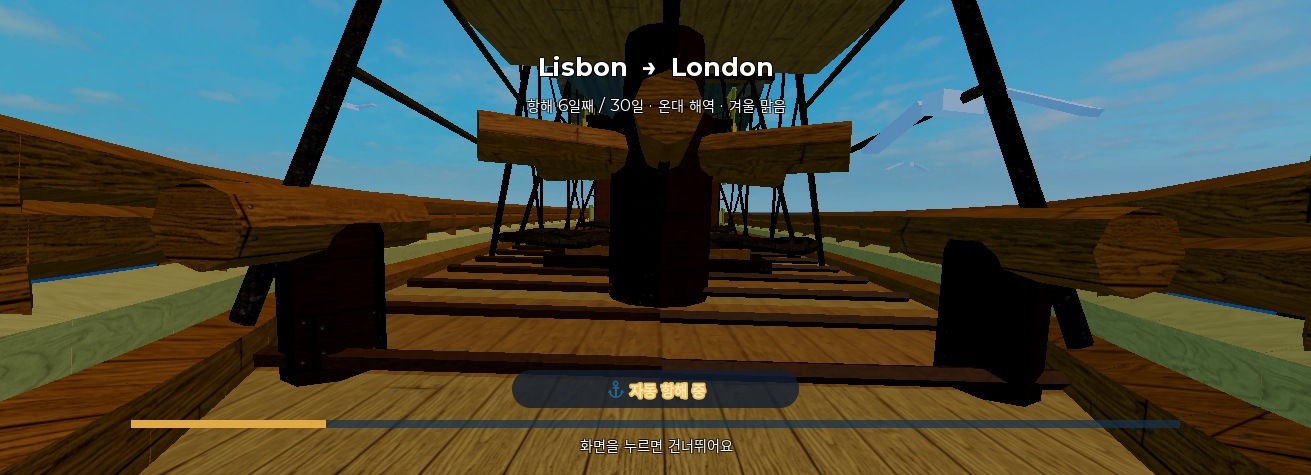 Lisbon → London
항해 6일째 / 30일 · 온대 해역 · 겨울 맑음
⚓ 자동 항해 중
화면을 누르면 건너뛰어요